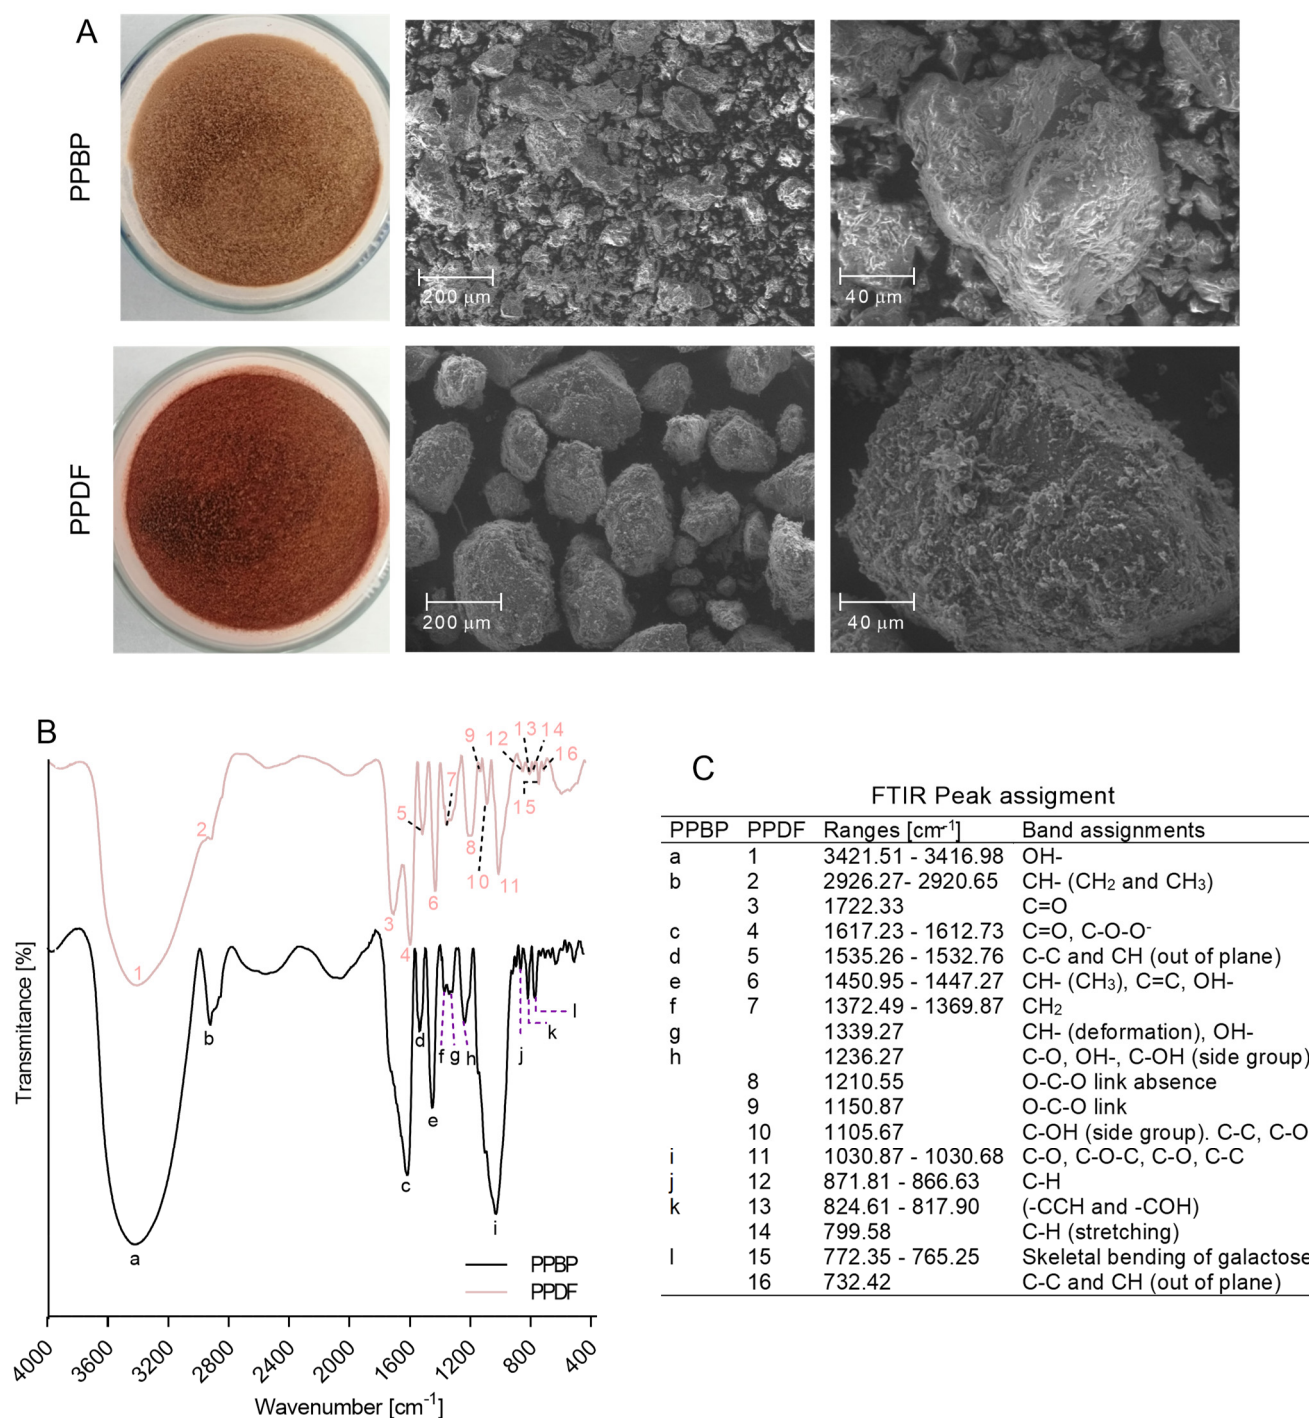 A
PPBP
200 μm
40 μm
PPDF
200 μm
40 μm
B
Transmitance [%]
1
2
3
4
5
6
7
8
9
10
11
12
13
14
15
16
a
b
c
d
e
f
g
h
i
j
k
l
PPBP
PPDF
4000 3600 3200 2800 2400 2000 1600 1200 800 400
Wavenumber [cm⁻¹]
C
FTIR Peak assigment
PPBP PPDF Ranges [cm⁻¹] Band assignments
a 1 3421.51 - 3416.98 OH-
b 2 2926.27- 2920.65 CH- (CH₂ and CH₃)
3 1722.33 C=O
c 4 1617.23 - 1612.73 C=O, C-O-O⁻
d 5 1535.26 - 1532.76 C-C and CH (out of plane)
e 6 1450.95 - 1447.27 CH- (CH₃), C=C, OH-
f 7 1372.49 - 1369.87 CH₂
g 1339.27 CH- (deformation), OH-
h 1236.27 C-O, OH-, C-OH (side group)
8 1210.55 O-C-O link absence
9 1150.87 O-C-O link
10 1105.67 C-OH (side group). C-C, C-O
i 11 1030.87 - 1030.68 C-O, C-O-C, C-O, C-C
j 12 871.81 - 866.63 C-H
k 13 824.61 - 817.90 (-CCH and -COH)
14 799.58 C-H (stretching)
l 15 772.35 - 765.25 Skeletal bending of galactose
16 732.42 C-C and CH (out of plane)